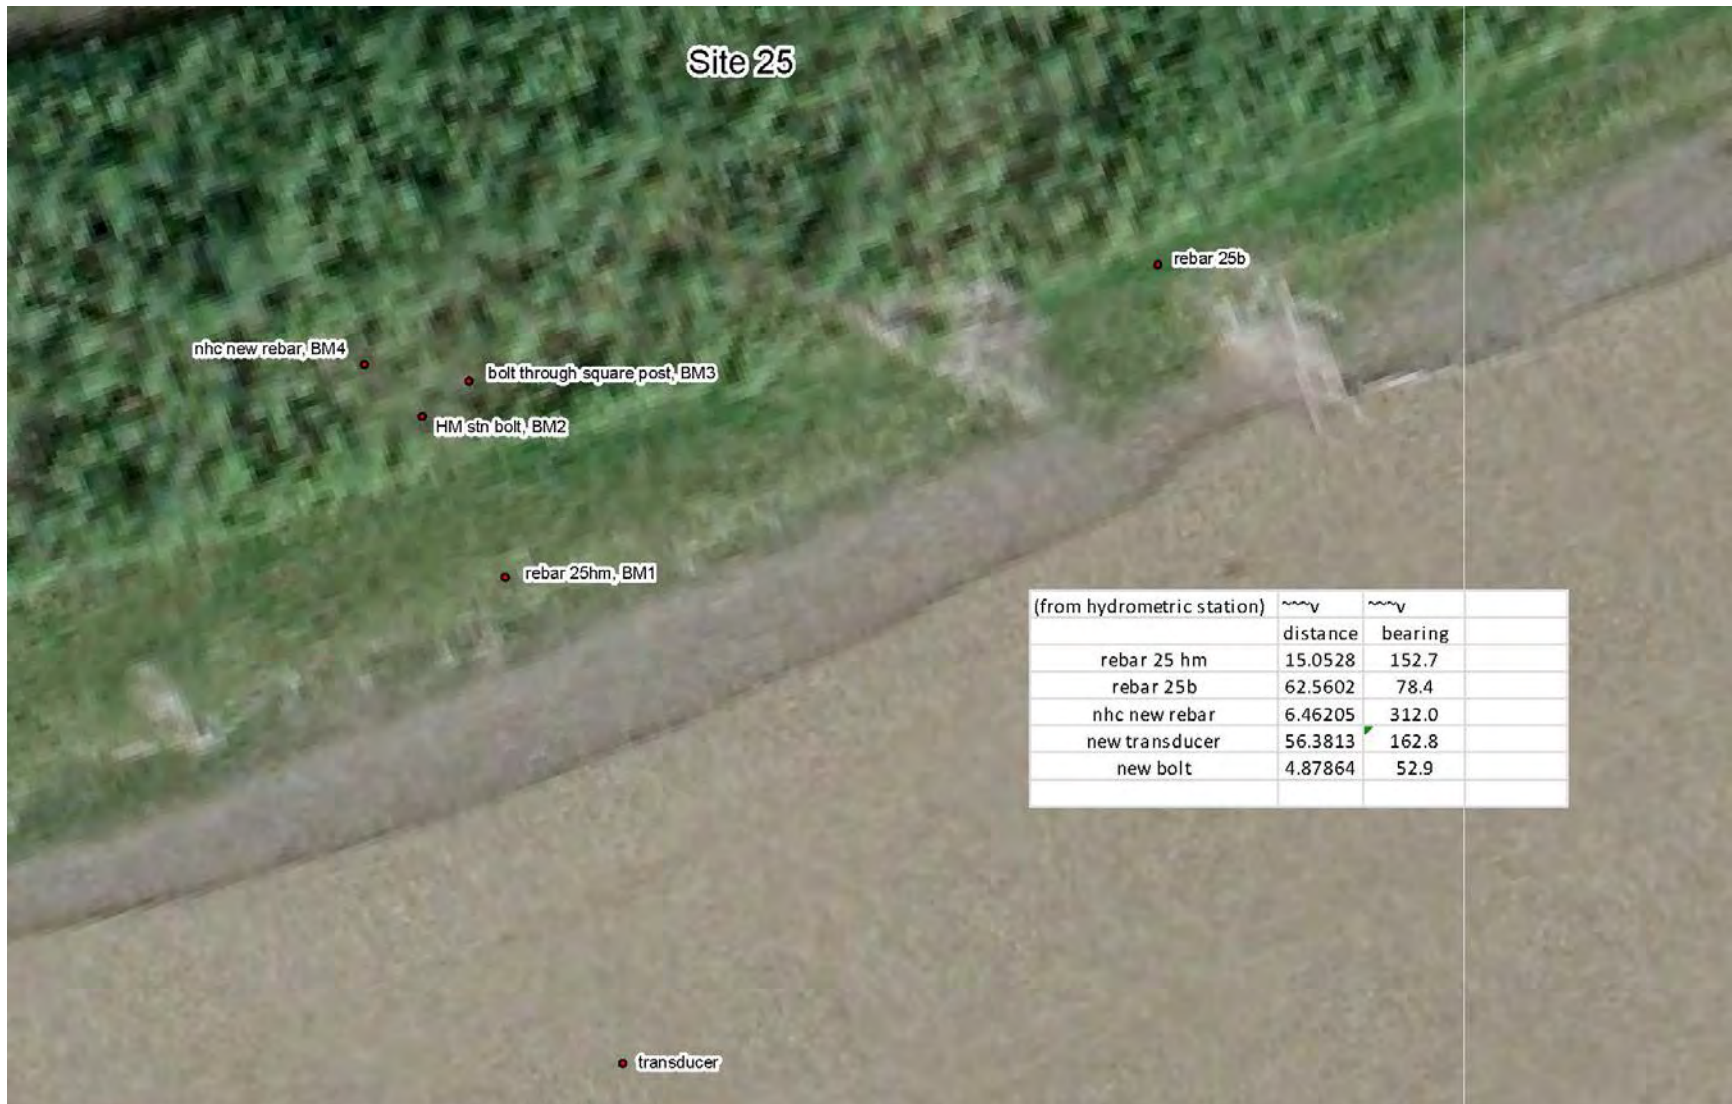 Site 25
rebar 25b
nhc new rebar, BM4
bolt through square post, BM3
HM stn bolt, BM2
rebar 25hm, BM1
(from hydrometric station) ~~~v ~~~v
distance bearing
rebar 25 hm 15.0528 152.7
rebar 25b 62.5602 78.4
nhc new rebar 6.46205 312.0
new transducer 56.3813 162.8
new bolt 4.87864 52.9
transducer